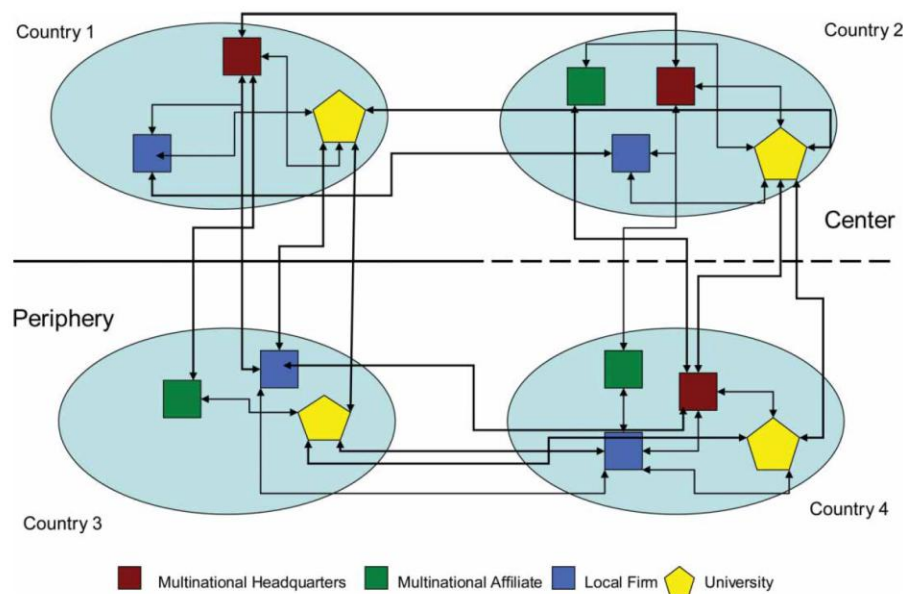 Country 1
Country 2
Center
Periphery
Country 3
Country 4
Multinational Headquarters
Multinational Affiliate
Local Firm
University